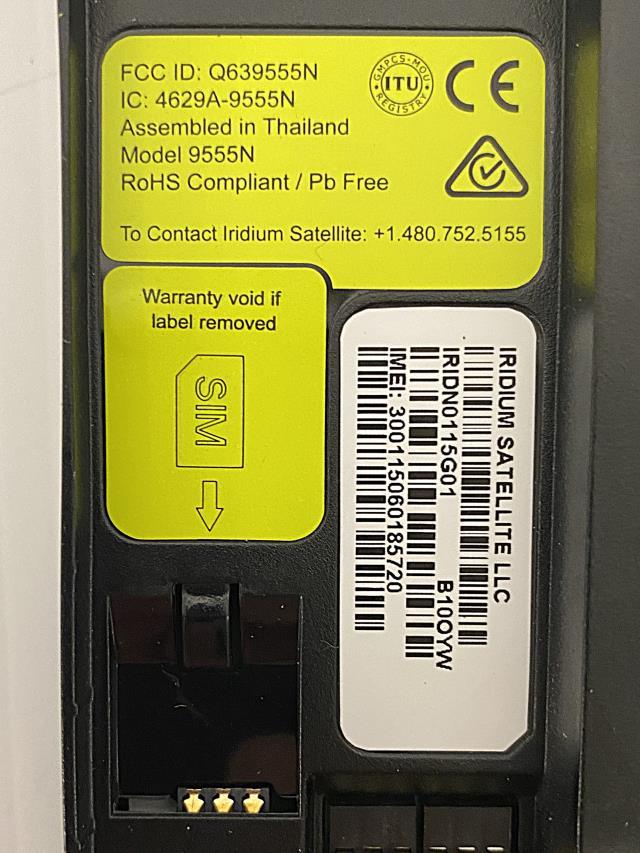 FCC ID: Q639555N
IC: 4629A-9555N
Assembled in Thailand
Model 9555N
RoHS Compliant / Pb Free
GMPCS-MOU
ITU
REGISTRY
CE
To Contact Iridium Satellite: +1.480.752.5155
Warranty void if
label removed
SIM
IRIDIUM SATELLITE LLC
IRIDN0115G01 B10OYW
IMEI: 300115060185720